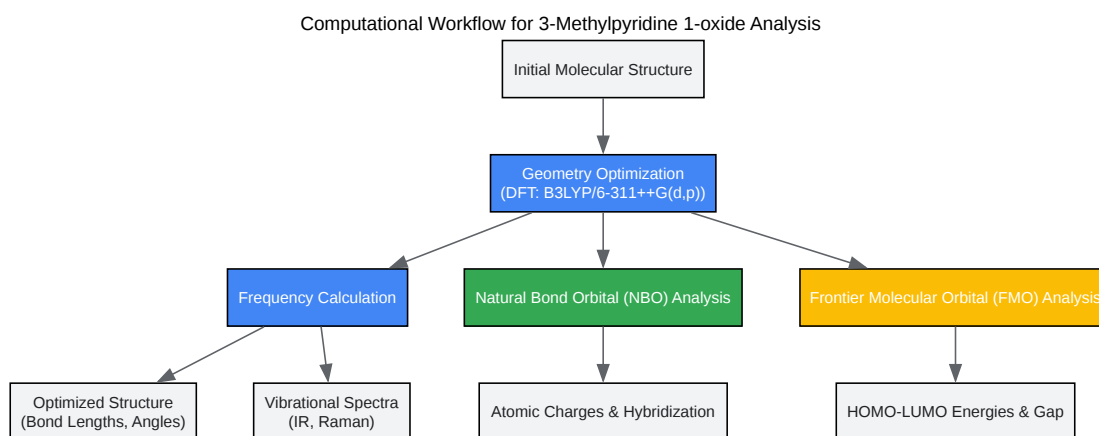 Computational Workflow for 3-Methylpyridine 1-oxide Analysis
Initial Molecular Structure
Geometry Optimization
(DFT: B3LYP/6-311++G(d,p))
Frequency Calculation
Natural Bond Orbital (NBO) Analysis
Frontier Molecular Orbital (FMO) Analysis
Optimized Structure
(Bond Lengths, Angles)
Vibrational Spectra
(IR, Raman)
Atomic Charges & Hybridization
HOMO-LUMO Energies & Gap